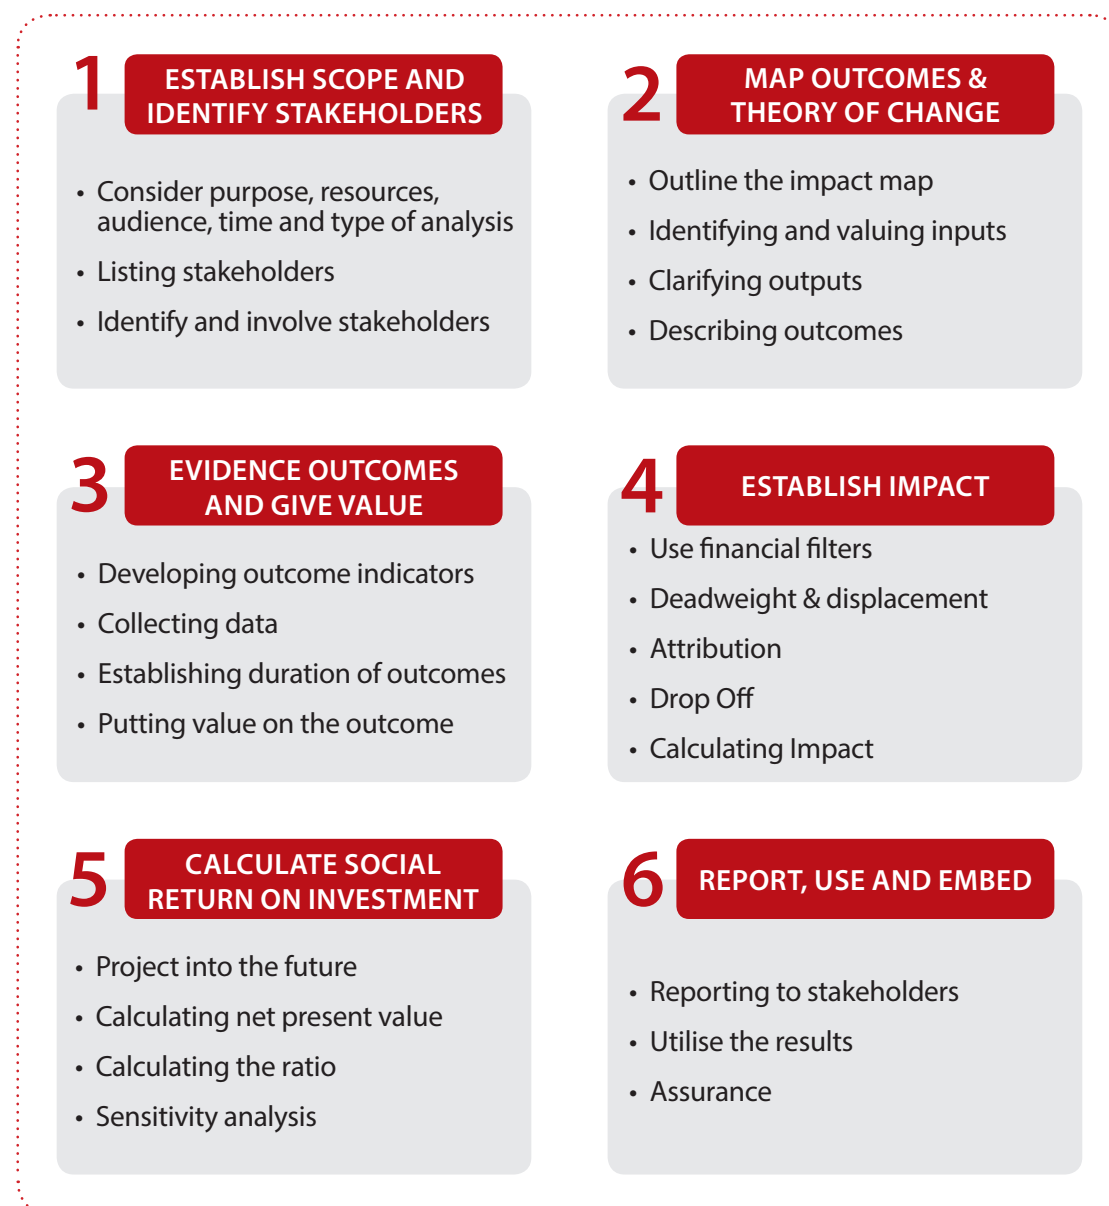 1
ESTABLISH SCOPE AND
IDENTIFY STAKEHOLDERS
• Consider purpose, resources,
audience, time and type of analysis
• Listing stakeholders
• Identify and involve stakeholders
2
MAP OUTCOMES &
THEORY OF CHANGE
• Outline the impact map
• Identifying and valuing inputs
• Clarifying outputs
• Describing outcomes
3
EVIDENCE OUTCOMES
AND GIVE VALUE
• Developing outcome indicators
• Collecting data
• Establishing duration of outcomes
• Putting value on the outcome
4
ESTABLISH IMPACT
• Use financial filters
• Deadweight & displacement
• Attribution
• Drop Off
• Calculating Impact
5
CALCULATE SOCIAL
RETURN ON INVESTMENT
• Project into the future
• Calculating net present value
• Calculating the ratio
• Sensitivity analysis
6
REPORT, USE AND EMBED
• Reporting to stakeholders
• Utilise the results
• Assurance